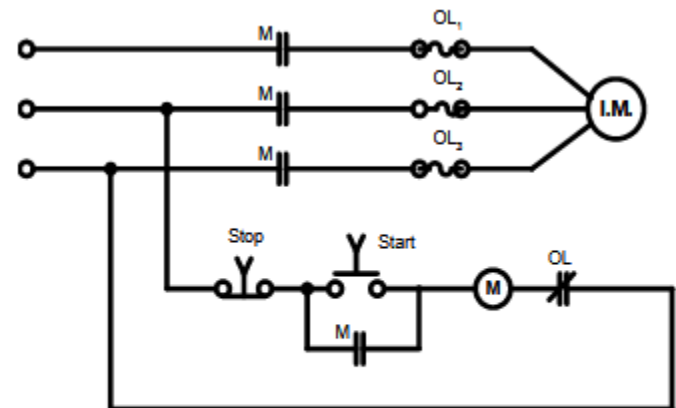 M OL₁
M OL₂ I.M.
M OL₃
Stop Start OL
M
M